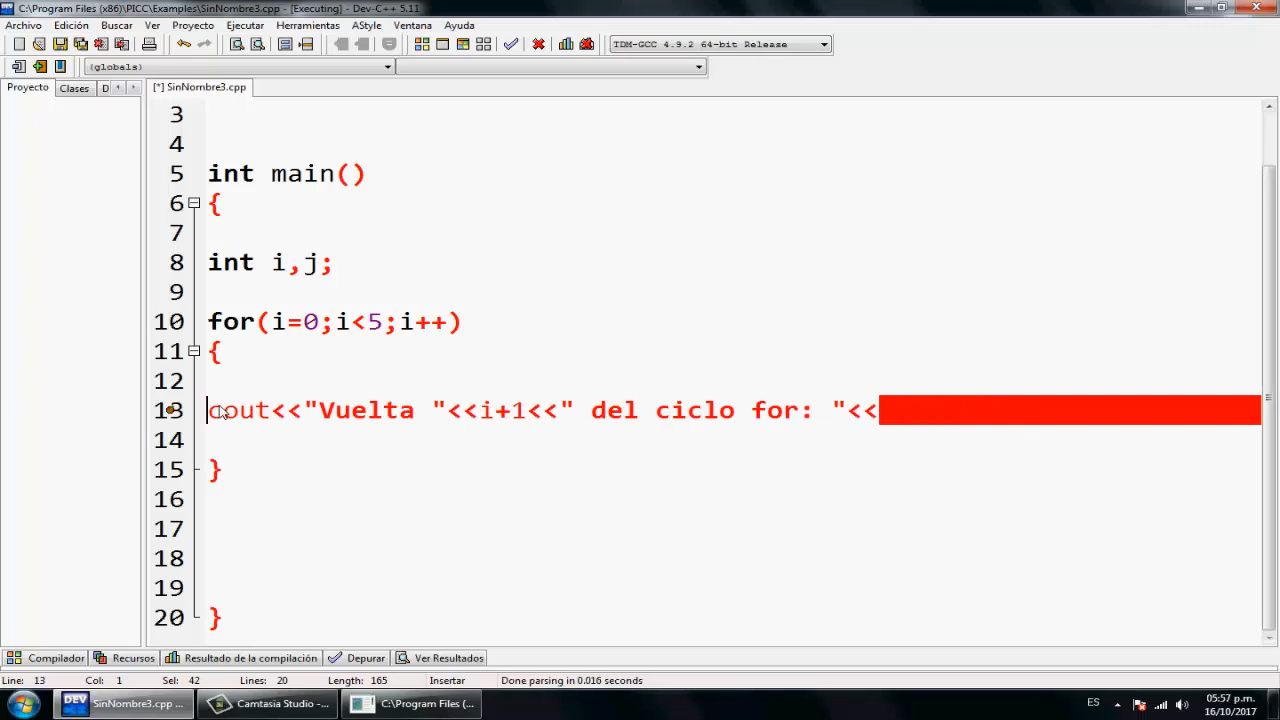 C:\Program Files (x86)\PICC\Examples\SinNombre3.cpp - [Executing] - Dev-C++ 5.11
Archivo Edición Buscar Ver Proyecto Ejecutar Herramientas AStyle Ventana Ayuda
TDM-GCC 4.9.2 64-bit Release
(globals)
Proyecto Clases D
[*] SinNombre3.cpp
3
4
5 int main()
6 {
7
8 int i,j;
9
10 for(i=0;i<5;i++)
11 {
12
13 cout<<"Vuelta "<<i+1<<" del ciclo for: "<<
14
15 }
16
17
18
19
20 }
Compilador Recursos Resultado de la compilación Depurar Ver Resultados
Line: 13 Col: 1 Sel: 42 Lines: 20 Length: 165 Insertar Done parsing in 0.016 seconds
DEV SinNombre3.cpp ... Camtasia Studio -... C:\Program Files (... ES 05:57 p.m.
16/10/2017